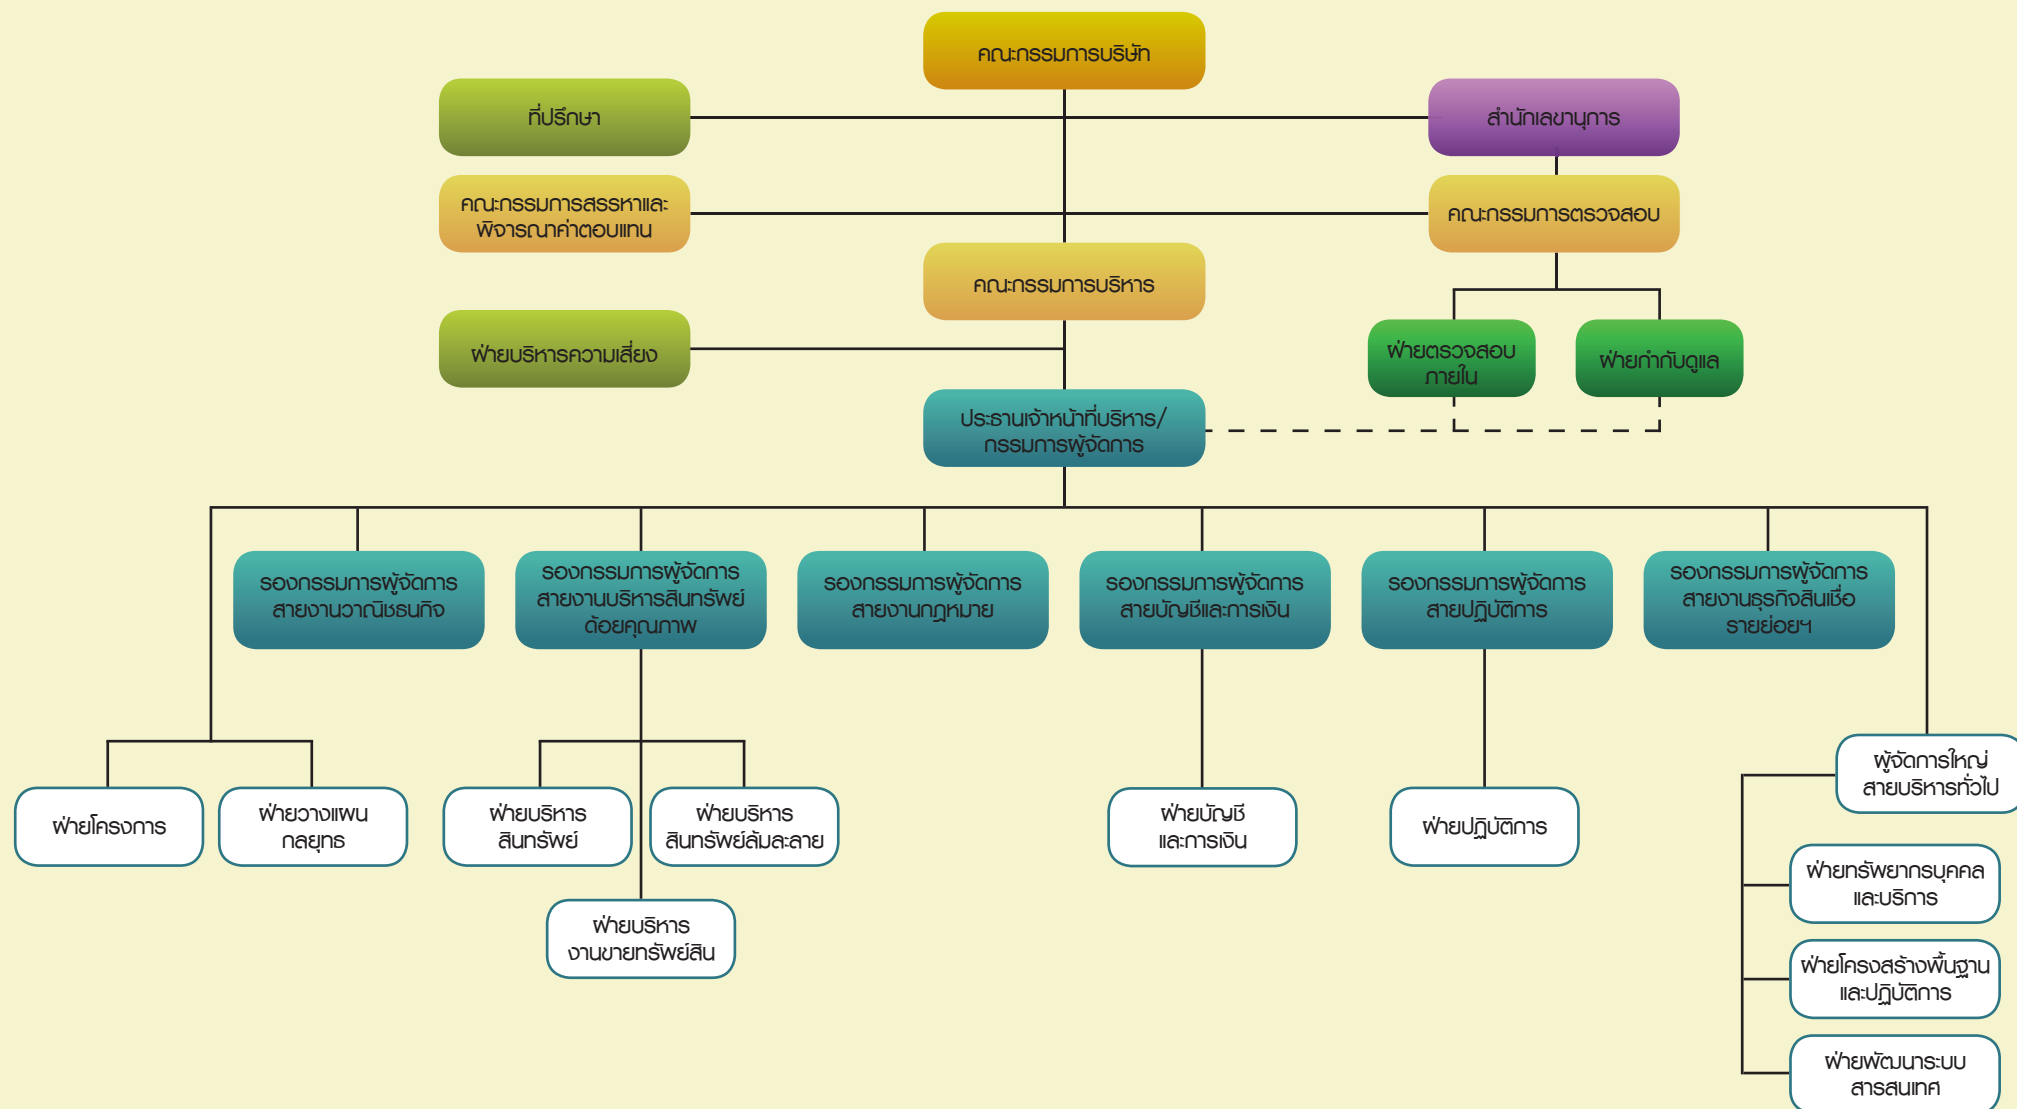 คณะกรรมการบริษัท
ที่ปรึกษา
สำนักเลขานุการ
คณะกรรมการสรรหาและ
พิจารณาค่าตอบแทน
คณะกรรมการตรวจสอบ
คณะกรรมการบริหาร
ฝ่ายบริหารความเสี่ยง
ฝ่ายตรวจสอบ
ภายใน
ฝ่ายกำกับดูแล
ประธานเจ้าหน้าที่บริหาร/
กรรมการผู้จัดการ
รองกรรมการผู้จัดการ
สายงานวาณิชธนกิจ
รองกรรมการผู้จัดการ
สายงานบริหารสินทรัพย์
ด้อยคุณภาพ
รองกรรมการผู้จัดการ
สายงานกฎหมาย
รองกรรมการผู้จัดการ
สายบัญชีและการเงิน
รองกรรมการผู้จัดการ
สายปฏิบัติการ
รองกรรมการผู้จัดการ
สายงานธุรกิจสินเชื่อ
รายย่อยฯ
ฝ่ายโครงการ
ฝ่ายวางแผน
กลยุทธ
ฝ่ายบริหาร
สินทรัพย์
ฝ่ายบริหาร
สินทรัพย์ล้มละลาย
ฝ่ายบริหาร
งานขายทรัพย์สิน
ฝ่ายบัญชี
และการเงิน
ฝ่ายปฏิบัติการ
ผู้จัดการใหญ่
สายบริหารทั่วไป
ฝ่ายทรัพยากรบุคคล
และบริการ
ฝ่ายโครงสร้างพื้นฐาน
และปฏิบัติการ
ฝ่ายพัฒนาระบบ
สารสนเทศ